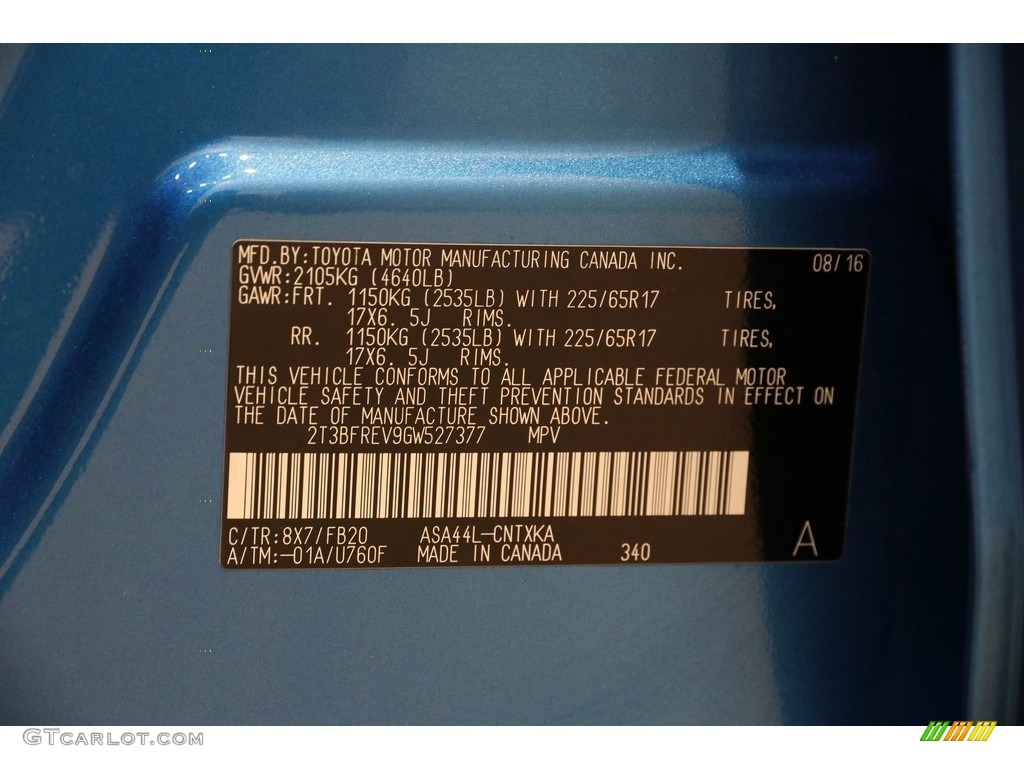 MFD.BY:TOYOTA MOTOR MANUFACTURING CANADA INC. 08/16
GVWR:2105KG (4640LB)
GAWR:FRT. 1150KG (2535LB) WITH 225/65R17 TIRES,
17X6. 5J RIMS.
RR. 1150KG (2535LB) WITH 225/65R17 TIRES,
17X6. 5J RIMS.
THIS VEHICLE CONFORMS TO ALL APPLICABLE FEDERAL MOTOR
VEHICLE SAFETY AND THEFT PREVENTION STANDARDS IN EFFECT ON
THE DATE OF MANUFACTURE SHOWN ABOVE.
2T3BFREV9GW527377 MPV
C/TR:8X7/FB20 ASA44L-CNTXKA
A/TM:-01A/U760F MADE IN CANADA 340 A
GTCarlot.com